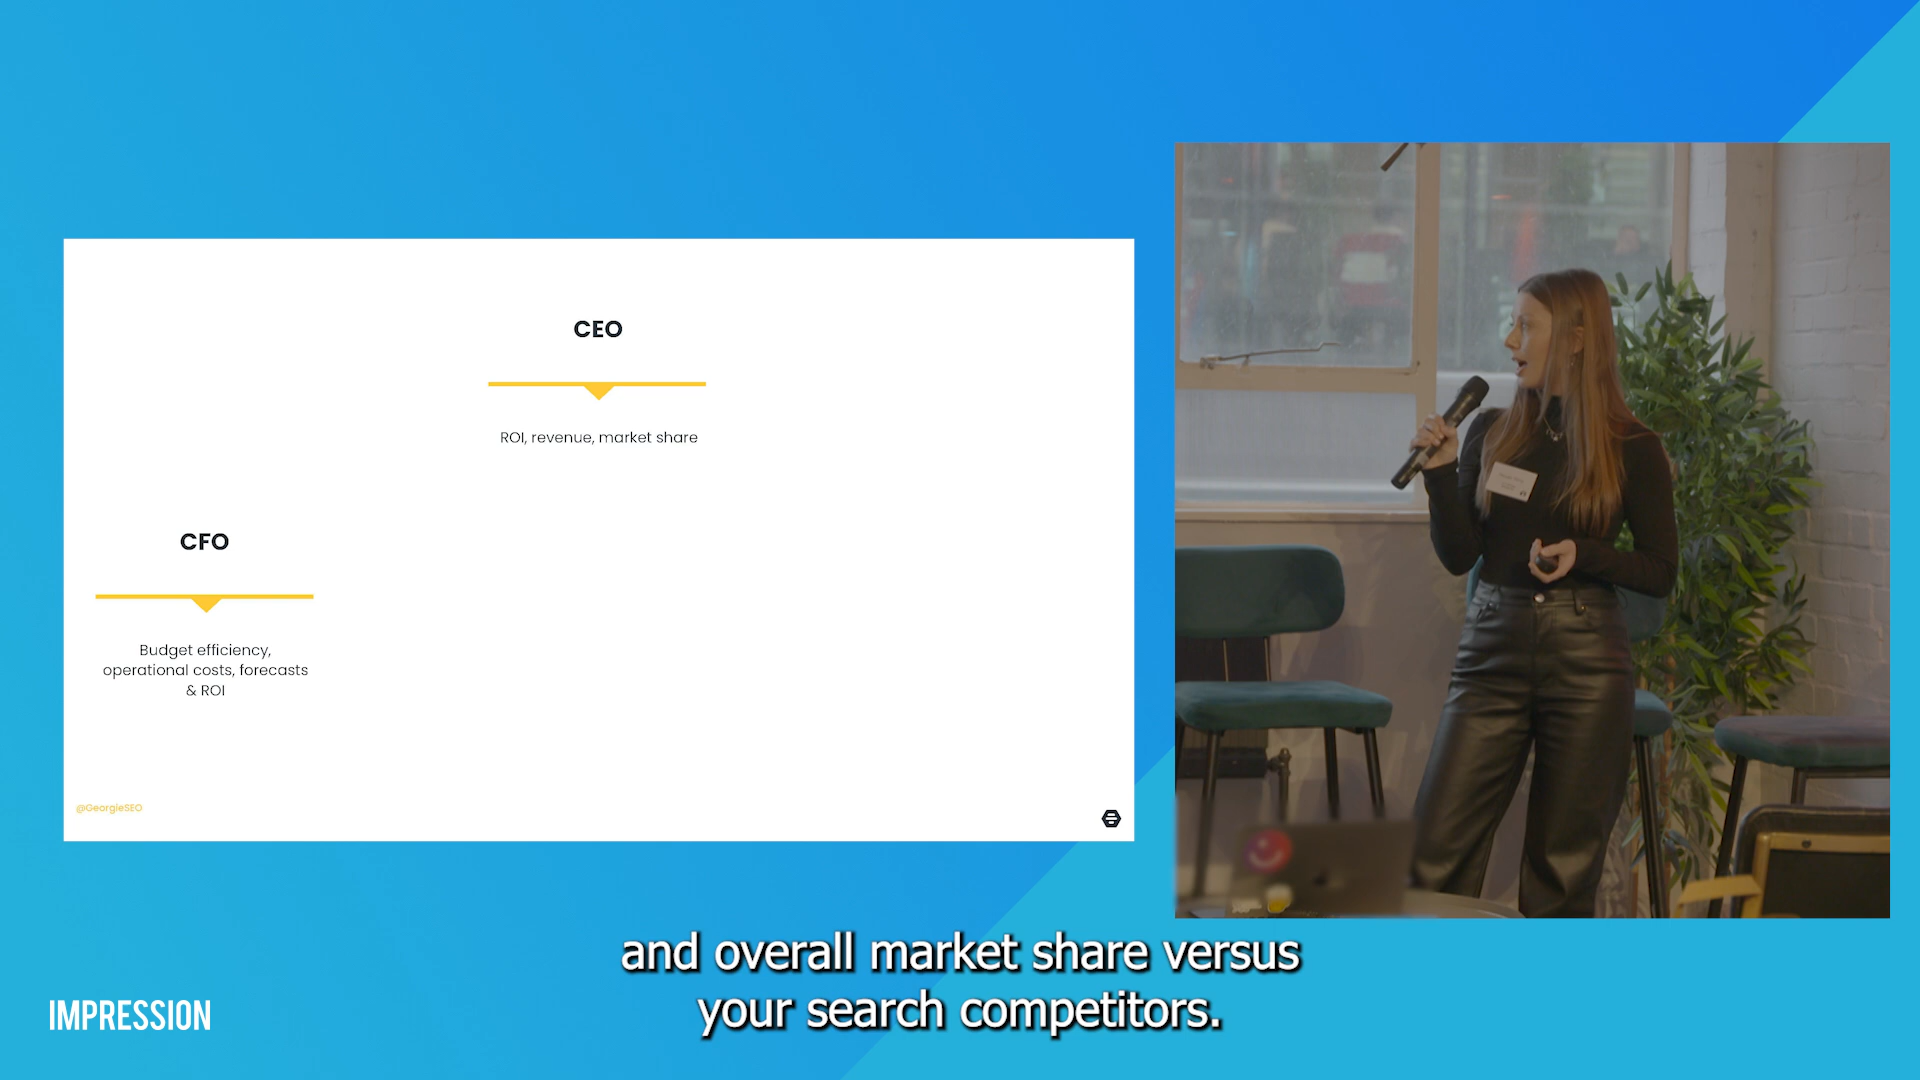 CEO
ROI, revenue, market share
CFO
Budget efficiency,
operational costs, forecasts
& ROI
@GeorgieSEO
and overall market share versus
your search competitors.
IMPRESSION